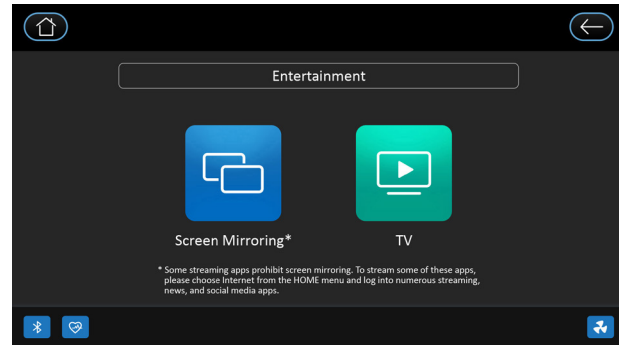 Entertainment
Screen Mirroring*
TV
* Some streaming apps prohibit screen mirroring. To stream some of these apps,
please choose Internet from the HOME menu and log into numerous streaming,
news, and social media apps.